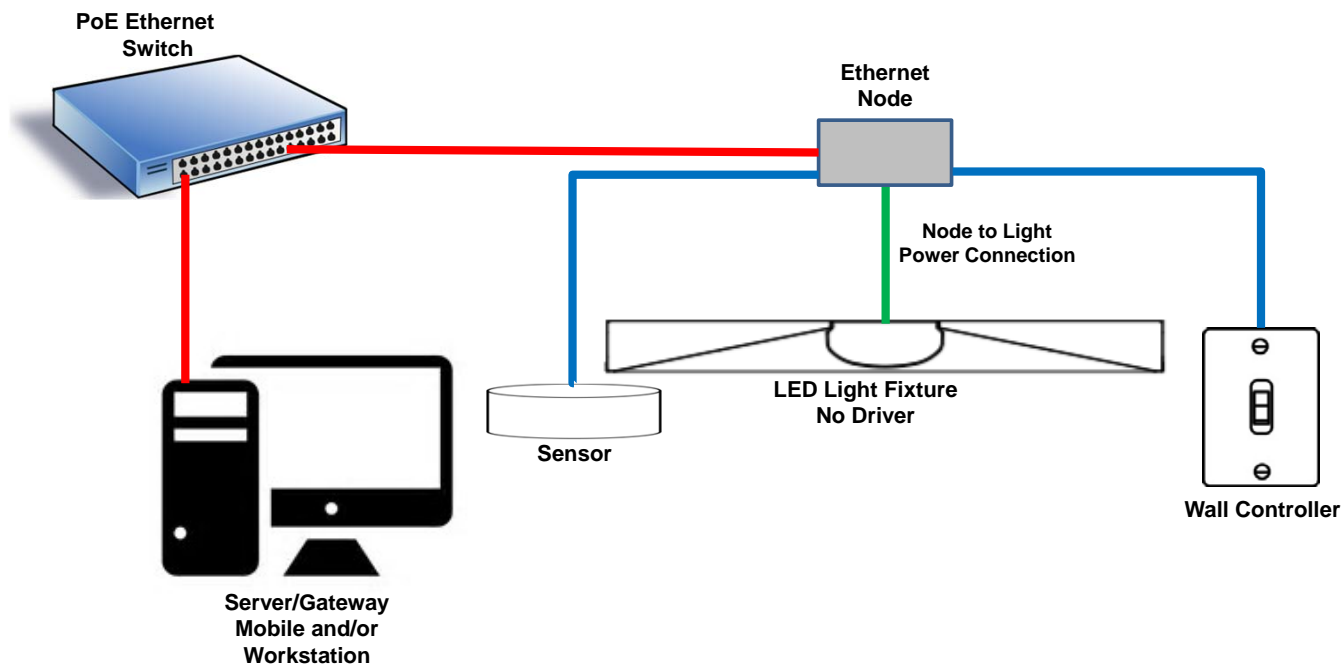 PoE Ethernet
Switch
Ethernet
Node
Node to Light
Power Connection
LED Light Fixture
No Driver
Sensor
Wall Controller
Server/Gateway
Mobile and/or
Workstation